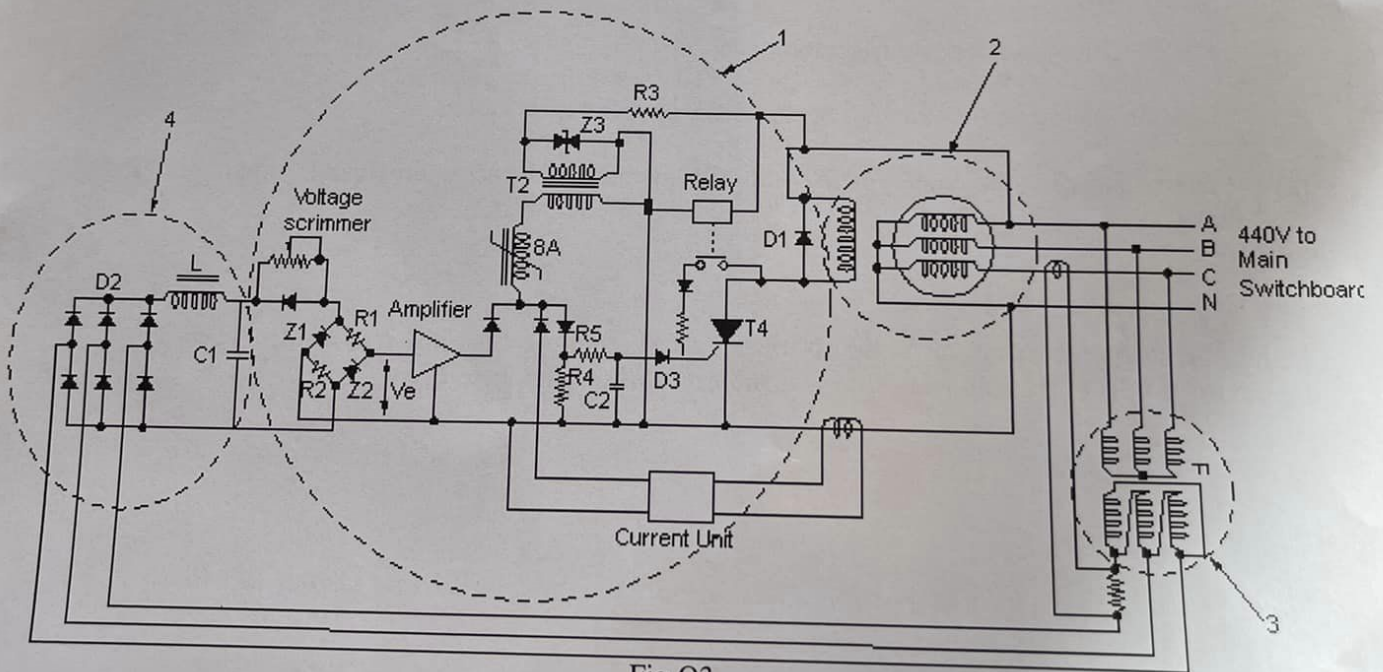 1
2
R3
4
Z3
T2
Relay
Voltage
scrimmer
A
B
C
N
440V to
Main
Switchboard
8A
D1
D2
L
Amplifier
Z1
R1
T4
R5
C1
R2
Z2
Ve
R4
C2
D3
F
Current Unit
3